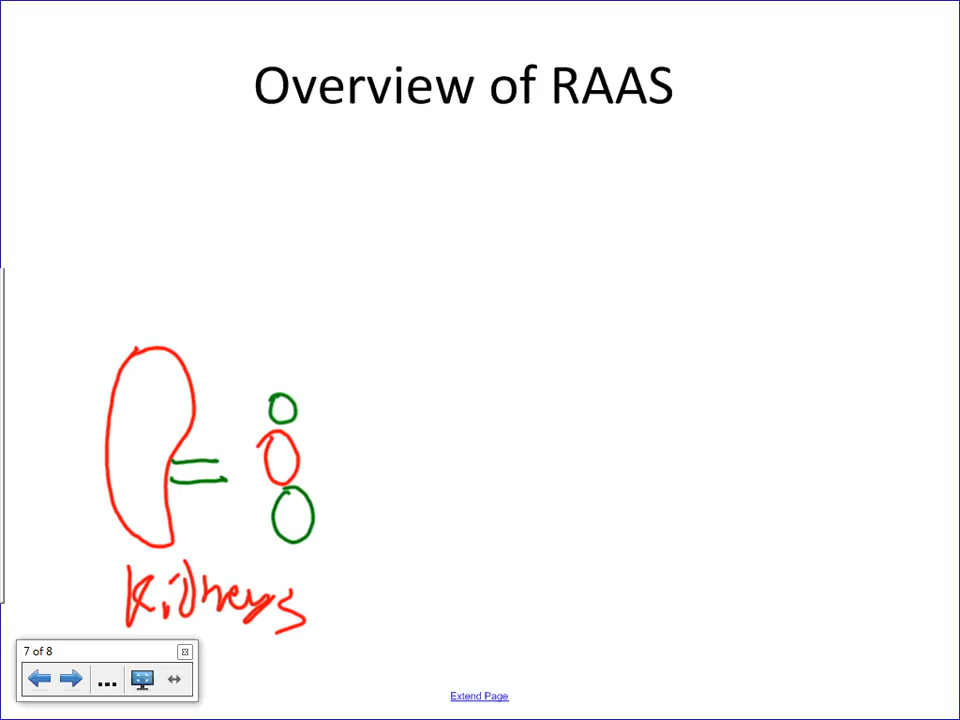 Overview of RAAS
Kidneys
7 of 8
...
Extend Page